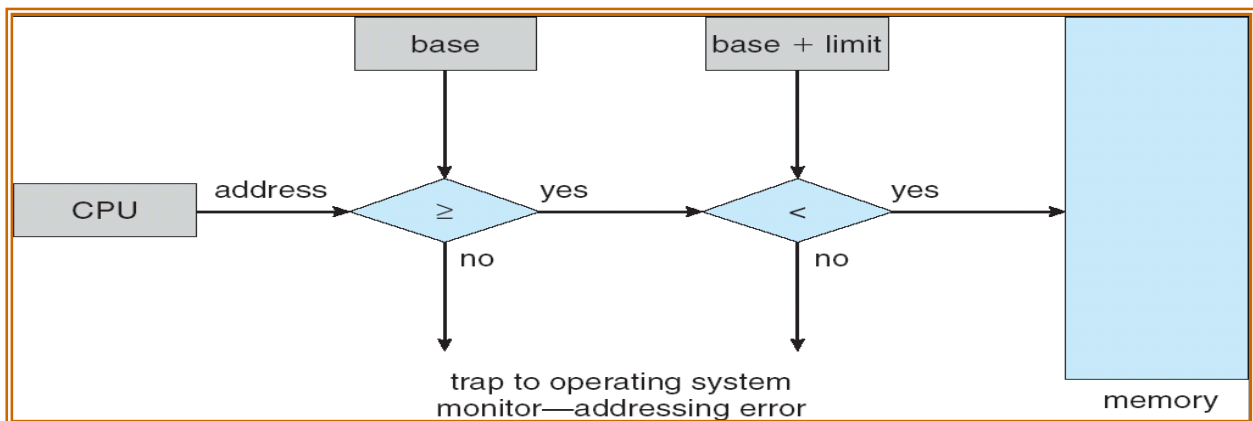 base
base + limit
CPU
address
≥
yes
<
yes
no
no
trap to operating system
monitor—addressing error
memory